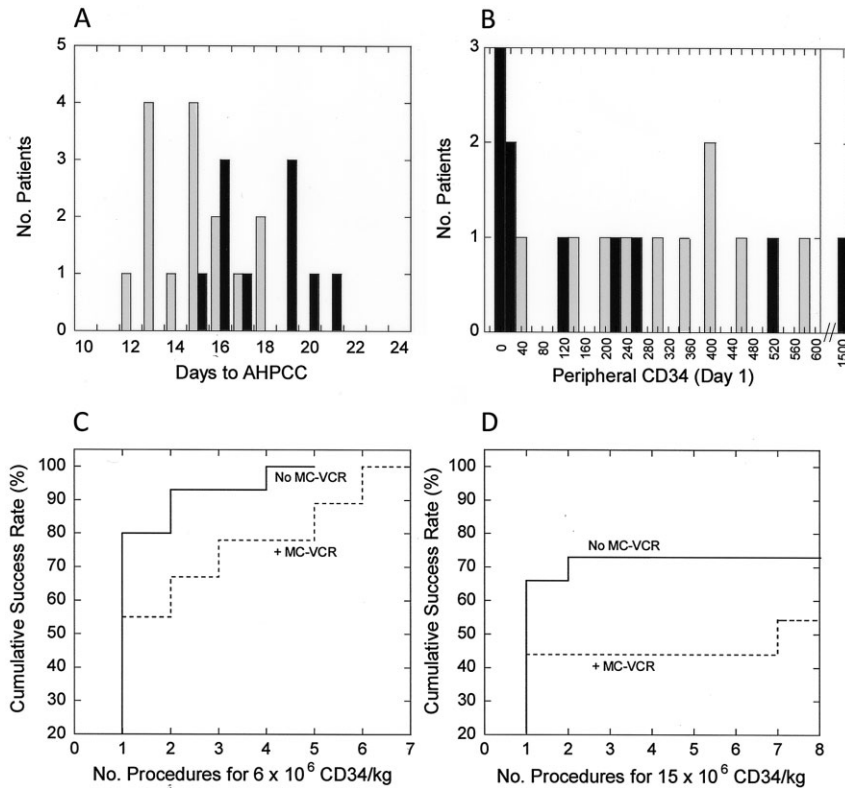 A
5
4
3
2
1
0
No. Patients
10 12 14 16 18 20 22 24
Days to AHPCC
B
3
2
1
0
No. Patients
0 40 80 120 160 200 240 280 320 360 400 440 480 520 560 600 // 1500
Peripheral CD34 (Day 1)
C
100
90
80
70
60
50
40
30
20
Cumulative Success Rate (%)
No MC-VCR
+ MC-VCR
0 1 2 3 4 5 6 7
No. Procedures for 6 x 10⁶ CD34/kg
D
100
90
80
70
60
50
40
30
20
Cumulative Success Rate (%)
No MC-VCR
+ MC-VCR
0 1 2 3 4 5 6 7 8
No. Procedures for 15 x 10⁶ CD34/kg